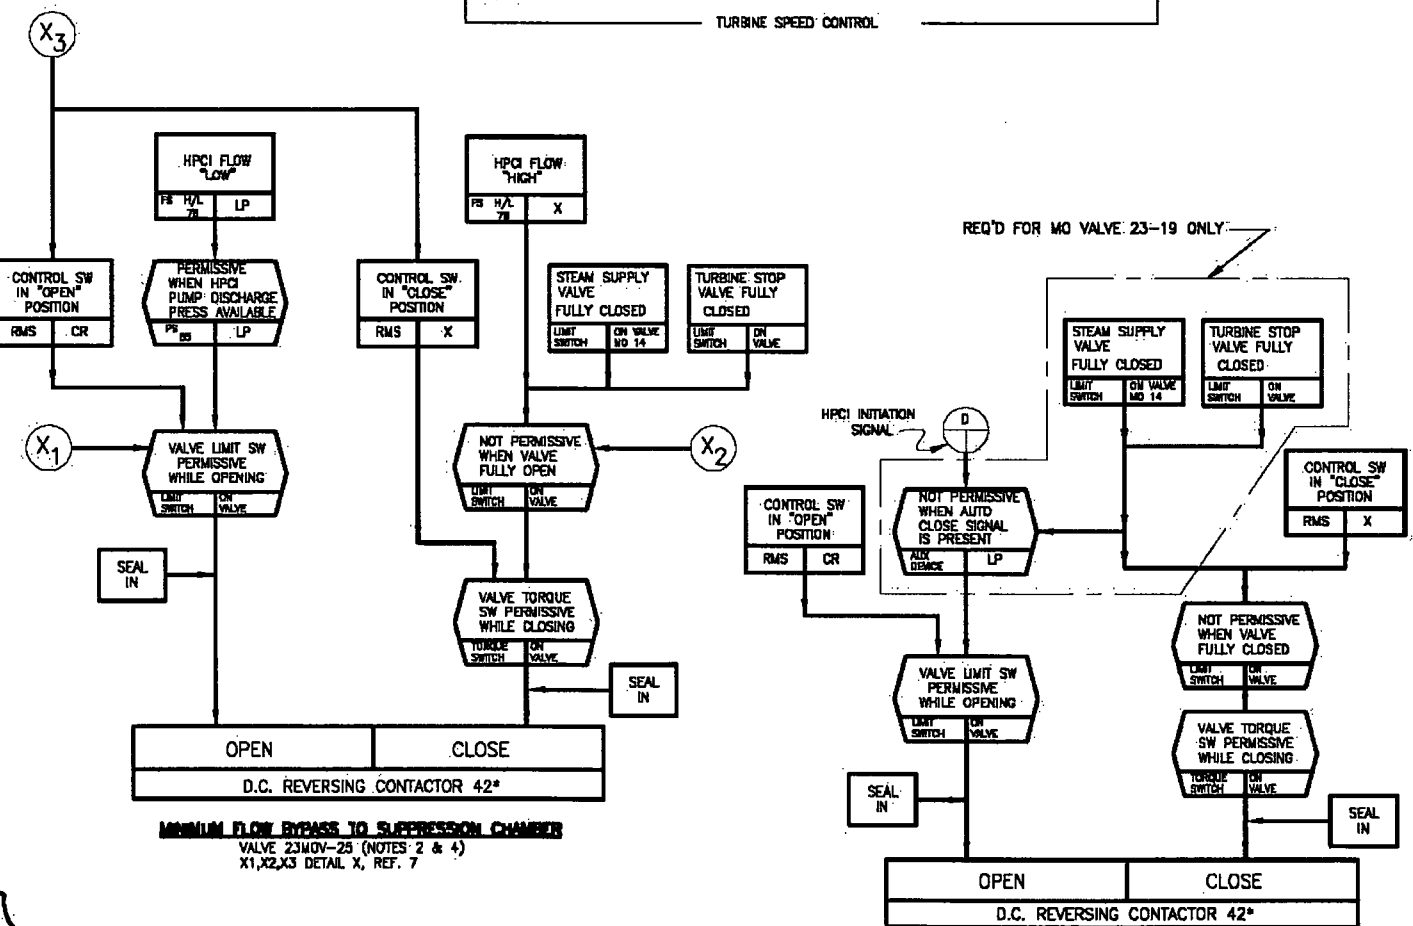 TURBINE SPEED CONTROL
X3
HPCI FLOW
"LOW"
FS H/L
78
LP
HPCI FLOW
"HIGH"
FS H/L
78
X
REQ'D FOR MO VALVE 23-19 ONLY
CONTROL SW
IN "OPEN"
POSITION
RMS CR
PERMISSIVE
WHEN HPCI
PUMP DISCHARGE
PRESS AVAILABLE
PS
LP
CONTROL SW
IN "CLOSE"
POSITION
RMS X
STEAM SUPPLY
VALVE
FULLY CLOSED
LIMIT
SWITCH
ON VALVE
MO 14
TURBINE STOP
VALVE FULLY
CLOSED
LIMIT
SWITCH
ON
VALVE
STEAM SUPPLY
VALVE
FULLY CLOSED
LIMIT
SWITCH
ON VALVE
MO 14
TURBINE STOP
VALVE FULLY
CLOSED
LIMIT
SWITCH
ON
VALVE
X1
VALVE LIMIT SW
PERMISSIVE
WHILE OPENING
LIMIT
SWITCH
ON
VALVE
NOT PERMISSIVE
WHEN VALVE
FULLY OPEN
LIMIT
SWITCH
ON
VALVE
X2
HPCI INITIATION
SIGNAL
D
CONTROL SW
IN "CLOSE"
POSITION
RMS X
CONTROL SW
IN "OPEN"
POSITION
RMS CR
NOT PERMISSIVE
WHEN AUTO
CLOSE SIGNAL
IS PRESENT
AUX
DEVICE
LP
SEAL
IN
VALVE TORQUE
SW PERMISSIVE
WHILE CLOSING
TORQUE
SWITCH
ON
VALVE
SEAL
IN
NOT PERMISSIVE
WHEN VALVE
FULLY CLOSED
LIMIT
SWITCH
ON
VALVE
VALVE LIMIT SW
PERMISSIVE
WHILE OPENING
LIMIT
SWITCH
ON
VALVE
VALVE TORQUE
SW PERMISSIVE
WHILE CLOSING
TORQUE
SWITCH
ON
VALVE
OPEN CLOSE
D.C. REVERSING CONTACTOR 42*
MINIMUM FLOW BYPASS TO SUPPRESSION CHAMBER
VALVE 23MOV-25 (NOTES 2 & 4)
X1,X2,X3 DETAIL X, REF. 7
SEAL
IN
SEAL
IN
OPEN CLOSE
D.C. REVERSING CONTACTOR 42*